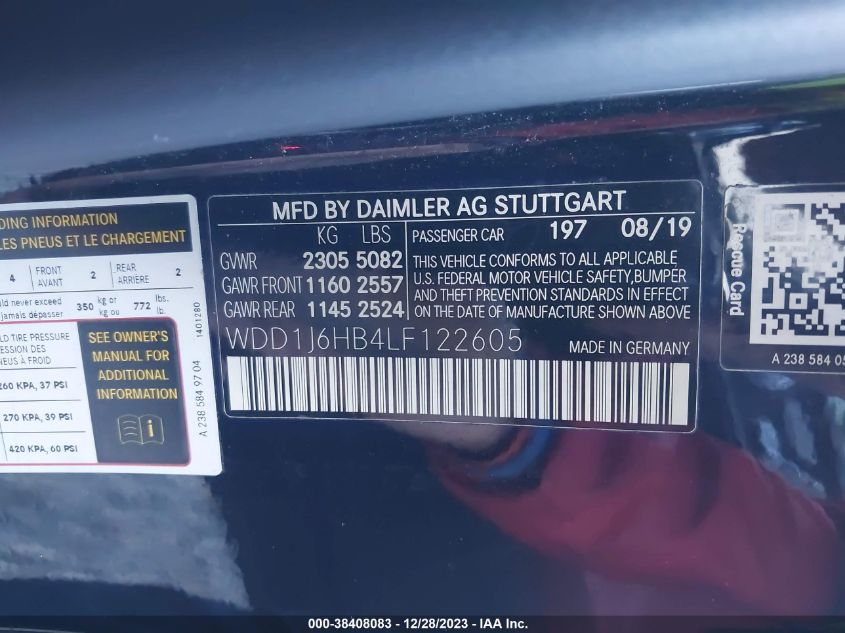 DING INFORMATION
LES PNEUS ET LE CHARGEMENT
4 FRONT AVANT 2 REAR ARRIÈRE 2
uld never exceed
jamais dépasser 350 kg or kg ou 772 lbs. lb.
LD TIRE PRESSURE
ESSION DES
NEUS À FROID
260 KPA, 37 PSI
270 KPA, 39 PSI
420 KPA, 60 PSI
SEE OWNER'S
MANUAL FOR
ADDITIONAL
INFORMATION
1401280
A 238 584 97 04
MFD BY DAIMLER AG STUTTGART
KG LBS
GVWR 2305 5082
GAWR FRONT 1160 2557
GAWR REAR 1145 2524
PASSENGER CAR 197 08/19
THIS VEHICLE CONFORMS TO ALL APPLICABLE
U.S. FEDERAL MOTOR VEHICLE SAFETY,BUMPER
AND THEFT PREVENTION STANDARDS IN EFFECT
ON THE DATE OF MANUFACTURE SHOWN ABOVE
WDD1J6HB4LF122605
MADE IN GERMANY
Rescue Card
A 238 584 05
000-38408083 - 12/28/2023 - IAA Inc.